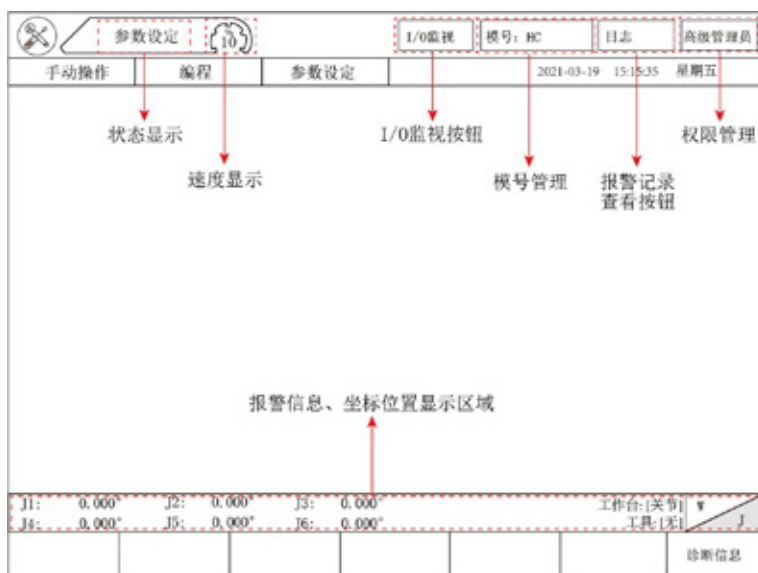 参数设定 % 10 I/O监视 模号: HC 日志 高级管理员
手动操作 编程 参数设定 2021-03-19 15:15:35 星期五
状态显示 I/O监视按钮 权限管理
速度显示 模号管理 报警记录
查看按钮
报警信息、坐标位置显示区域
J1: 0.000° J2: 0.000° J3: 0.000° 工作台:[关节] W
J4: 0.000° J5: 0.000° J6: 0.000° 工具:[无] J
诊断信息